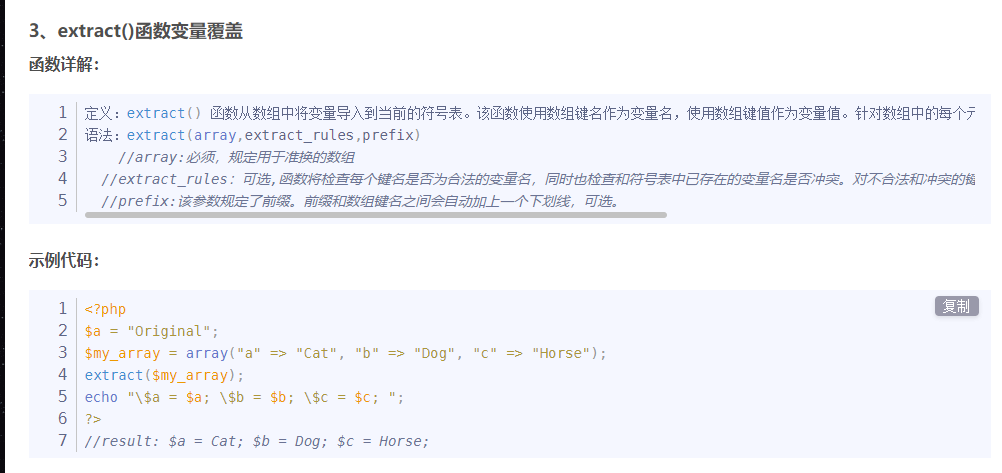 3、extract()函数变量覆盖
函数详解：
1 定义：extract() 函数从数组中将变量导入到当前的符号表。该函数使用数组键名作为变量名，使用数组键值作为变量值。针对数组中的每个元
2 语法：extract(array,extract_rules,prefix)
3 //array:必须，规定用于准换的数组
4 //extract_rules: 可选,函数将检查每个键名是否为合法的变量名，同时也检查和符号表中已存在的变量名是否冲突。对不合法和冲突的键
5 //prefix:该参数规定了前缀。前缀和数组键名之间会自动加上一个下划线，可选。
示例代码：
复制
1 <?php
2 $a = "Original";
3 $my_array = array("a" => "Cat", "b" => "Dog", "c" => "Horse");
4 extract($my_array);
5 echo "\$a = $a; \$b = $b; \$c = $c; ";
6 ?>
7 //result: $a = Cat; $b = Dog; $c = Horse;